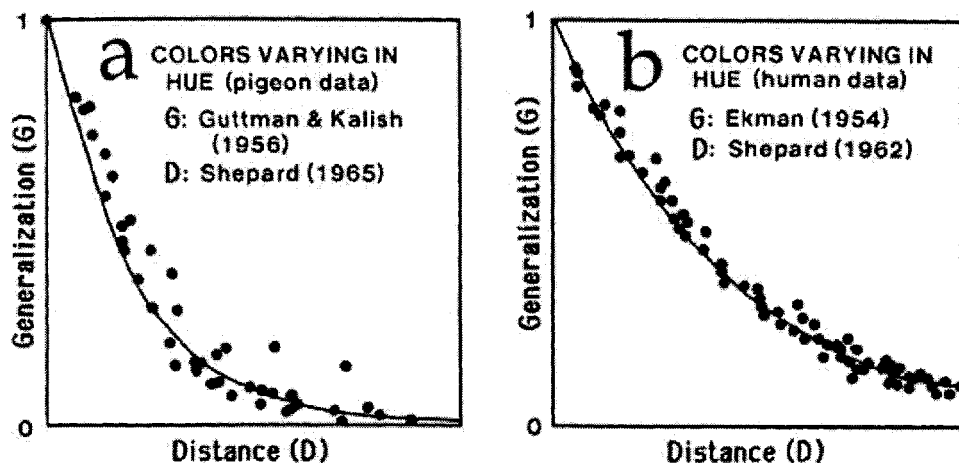 1
a
COLORS VARYING IN
HUE (pigeon data)
G: Guttman & Kalish
(1956)
D: Shepard (1965)
Generalization (G)
0
Distance (D)
1
b
COLORS VARYING IN
HUE (human data)
G: Ekman (1954)
D: Shepard (1962)
Generalization (G)
0
Distance (D)